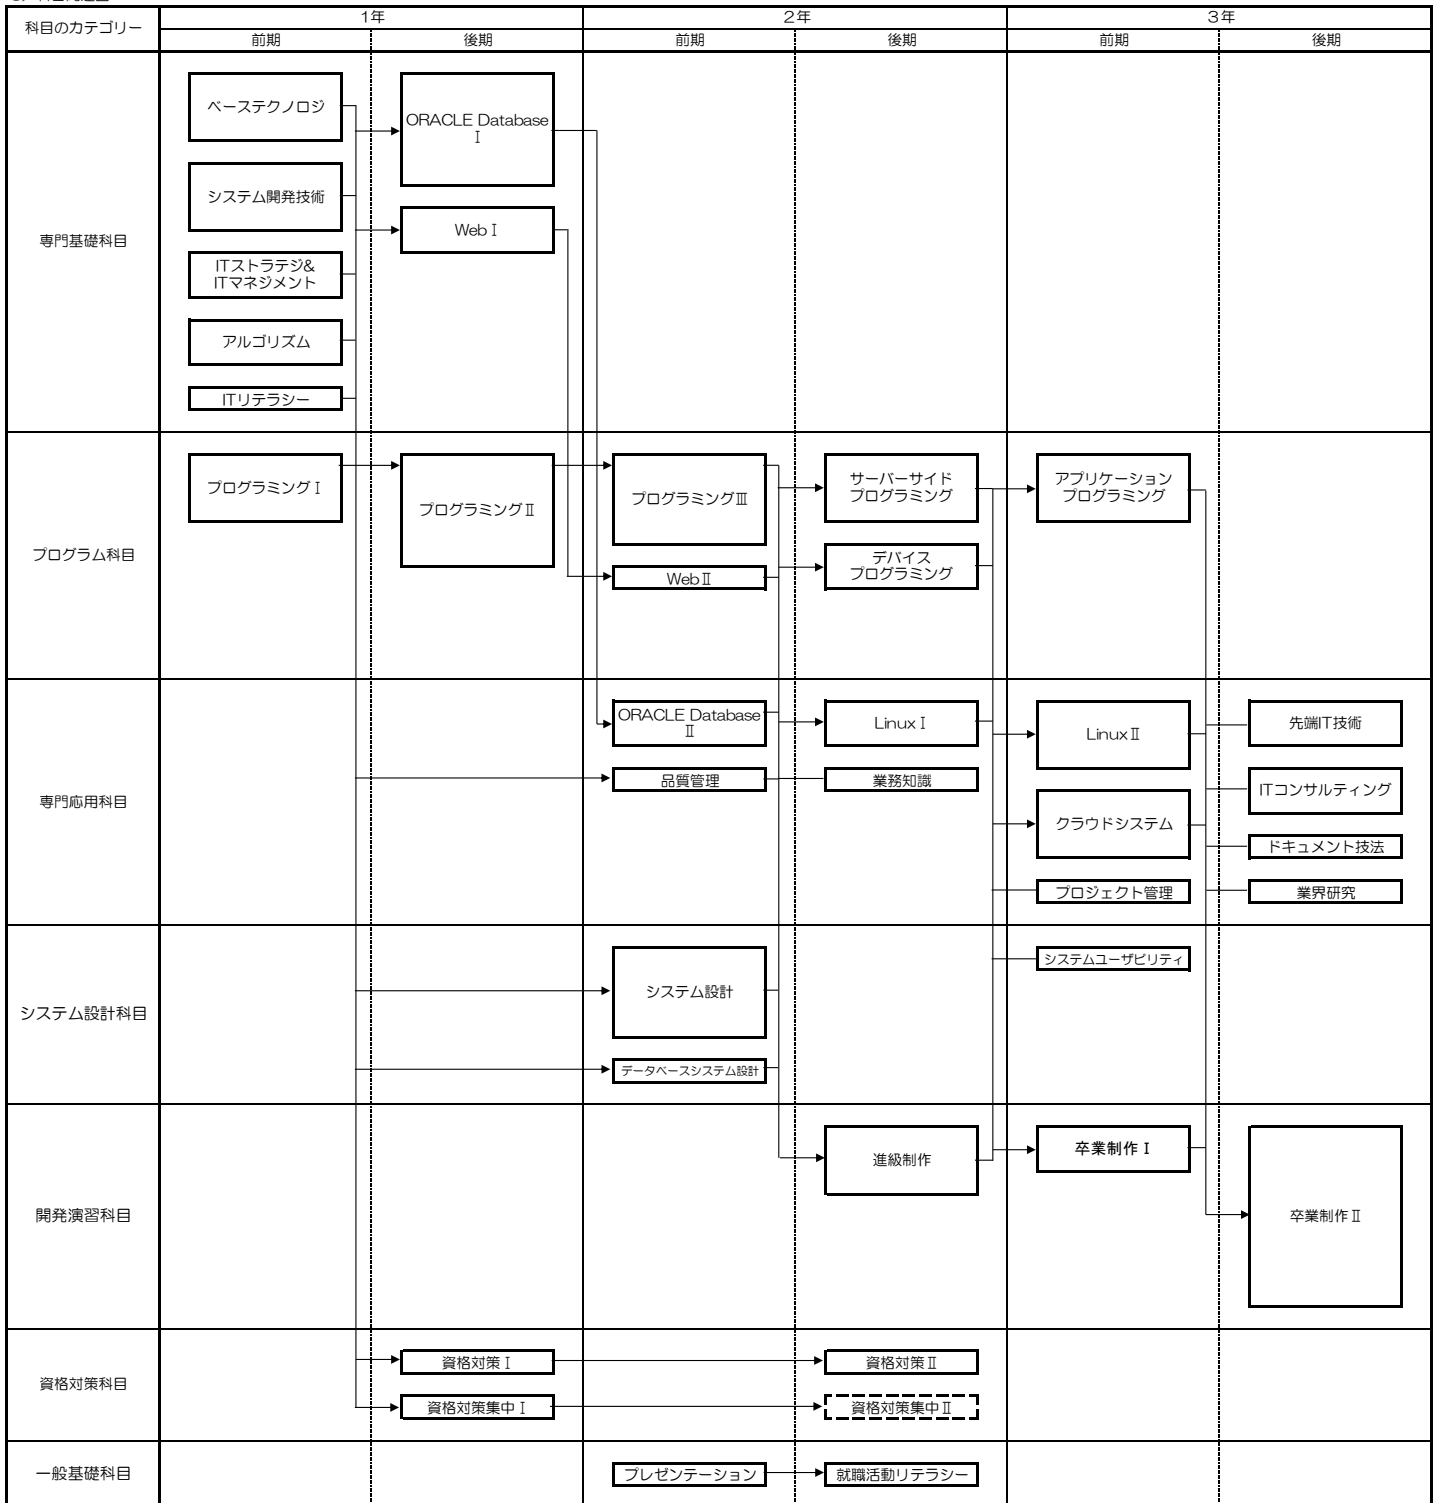 科目のカテゴリー
1年
2年
3年
前期
後期
前期
後期
前期
後期
専門基礎科目
ベーステクノロジ
ORACLE Database
Ⅰ
システム開発技術
WebⅠ
ITストラテジ&
ITマネジメント
アルゴリズム
ITリテラシー
プログラム科目
プログラミングⅠ
プログラミングⅡ
プログラミングⅢ
サーバーサイド
プログラミング
アプリケーション
プログラミング
WebⅡ
デバイス
プログラミング
専門応用科目
ORACLE Database
Ⅱ
LinuxⅠ
LinuxⅡ
先端IT技術
品質管理
業務知識
ITコンサルティング
クラウドシステム
ドキュメント技法
プロジェクト管理
業界研究
システム設計科目
システム設計
システムユーザビリティ
データベースシステム設計
開発演習科目
進級制作
卒業制作Ⅰ
卒業制作Ⅱ
資格対策科目
資格対策Ⅰ
資格対策Ⅱ
資格対策集中Ⅰ
資格対策集中Ⅱ
一般基礎科目
プレゼンテーション
就職活動リテラシー